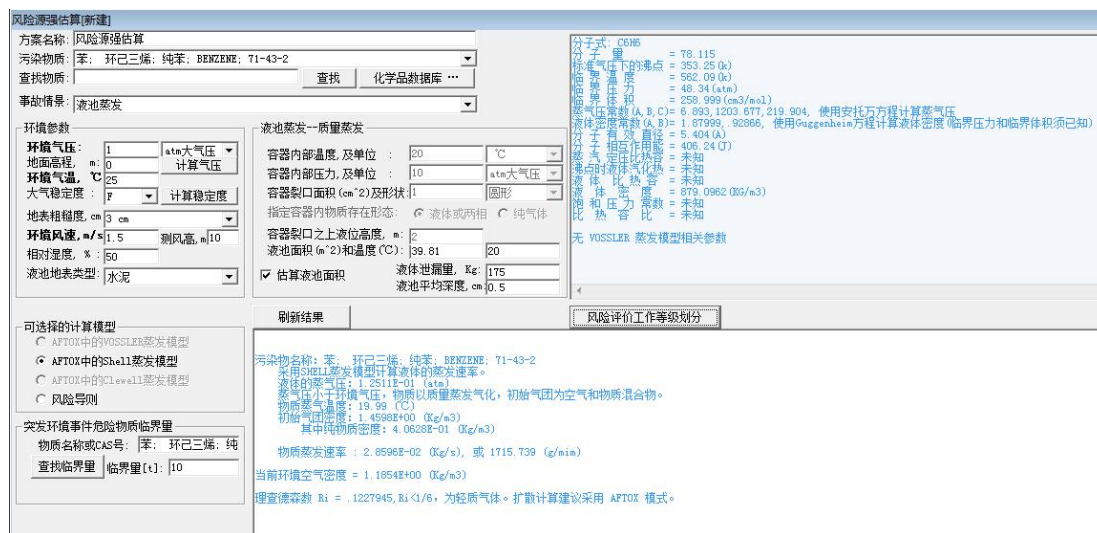 风险源强估算[新建]
方案名称: 风险源强估算
污染物质: 苯; 环己三烯; 纯苯; BENZENE; 71-43-2
查找物质:
查找
化学品数据库 ...
事故情景: 液池蒸发
环境参数
环境气压: 1 atm大气压
地面高程, m: 0 计算气压
环境气温, ℃ 25
大气稳定度: F 计算稳定度
地表粗糙度, cm 3 cm
环境风速, m/s 1.5 测风高, m 10
相对湿度, %: 50
液池地表类型: 水泥
液池蒸发--质量蒸发
容器内部温度, 及单位 : 20 ℃
容器内部压力, 及单位 : 10 atm大气压
容器裂口面积(cm^2)及形状: 1 圆形
指定容器内物质存在形态: 液体或两相 纯气体
容器裂口之上液位高度, m: 2
液池面积(m^2)和温度(℃): 39.81 20
估算液池面积
液体泄漏量, Kg: 175
液池平均深度, cm: 0.5
分子式: C6H6
分 子 量 = 78.115
标准气压下的沸点 = 353.25(k)
临 界 温 度 = 562.09(k)
临 界 压 力 = 48.34(atm)
临 界 体 积 = 258.999(cm3/mol)
蒸气压常数(A,B,C)= 6.893,1203.677,219.904, 使用安托万方程计算蒸气压
液体密度常数(A,B)= 1.87999,.92866, 使用Guggenheim方程计算液体密度(临界压力和临界体积须已知)
分 子 有 效 直径 = 5.404(A)
分 子 相互作用能 = 406.24(J)
蒸 汽 定压比热容 = 未知
沸点时液体汽化热 = 未知
液 体 比 热 容 = 未知
液 体 密 度 = 879.0962(KG/m3)
饱 和 压 力 常数 = 未知
比 热 容 比 = 未知
无 VOSSLER 蒸发模型相关参数
刷新结果
风险评价工作等级划分
可选择的计算模型
AFTOX中的VOSSLER蒸发模型
AFTOX中的Shell蒸发模型
AFTOX中的Clewell蒸发模型
风险导则
突发环境事件危险物质临界量
物质名称或CAS号: 苯; 环己三烯; 纯
查找临界量 临界量[t]: 10
污染物名称: 苯; 环己三烯; 纯苯; BENZENE; 71-43-2
采用SHELL蒸发模型计算液体的蒸发速率。
液体的蒸气压: 1.2511E-01 (atm)
蒸气压小于环境气压, 物质以质量蒸发气化, 初始气团为空气和物质混合物。
物质蒸气温度: 19.99 (℃)
初始气团密度: 1.4598E+00 (Kg/m3)
其中纯物质密度: 4.0628E-01 (Kg/m3)
物质蒸发速率 : 2.8596E-02 (Kg/s), 或 1715.739 (g/mim)
当前环境空气密度 = 1.1854E+00 (Kg/m3)
理查德森数 Ri = .1227945,Ri<1/6, 为轻质气体。扩散计算建议采用 AFTOX 模式。